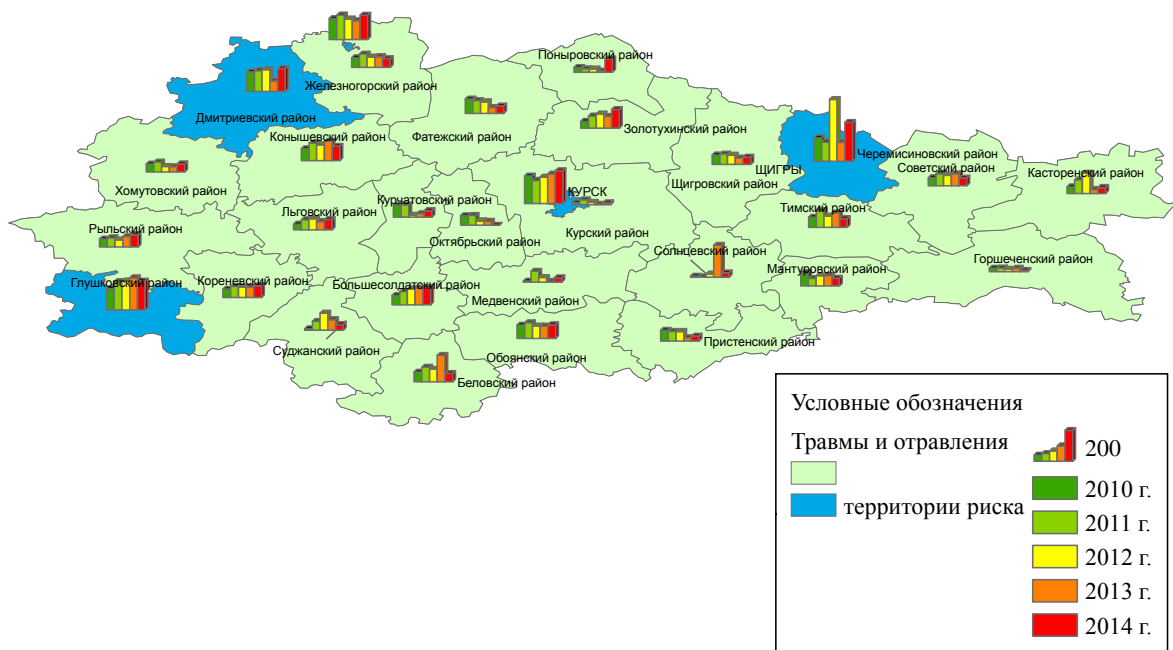 Поныровский район
Железногорский район
Дмитриевский район
Конышевский район
Фатежский район
Золотухинский район
ЩИГРЫ
Черемисиновский район
Советский район
Касторенский район
Хомутовский район
Щигровский район
Курчатовский район
КУРСК
Льговский район
Тимский район
Рыльский район
Октябрьский район
Курский район
Солнцевский район
Горшеченский район
Глушковский район
Кореневский район
Большесолдатский район
Мантуровский район
Медвенский район
Суджанский район
Обоянский район
Пристенский район
Беловский район
Условные обозначения
Травмы и отравления
территории риска
200
2010 г.
2011 г.
2012 г.
2013 г.
2014 г.